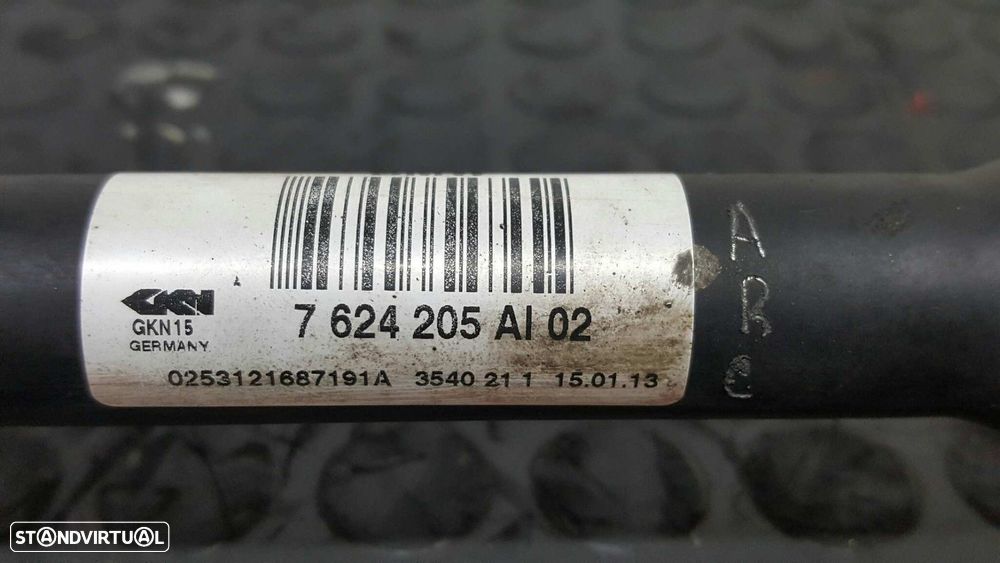 GKN
GKN15
GERMANY
7 624 205 AI 02
0253121687191A 3540 21 1 15.01.13
A
R
C
STANDVIRTUAL